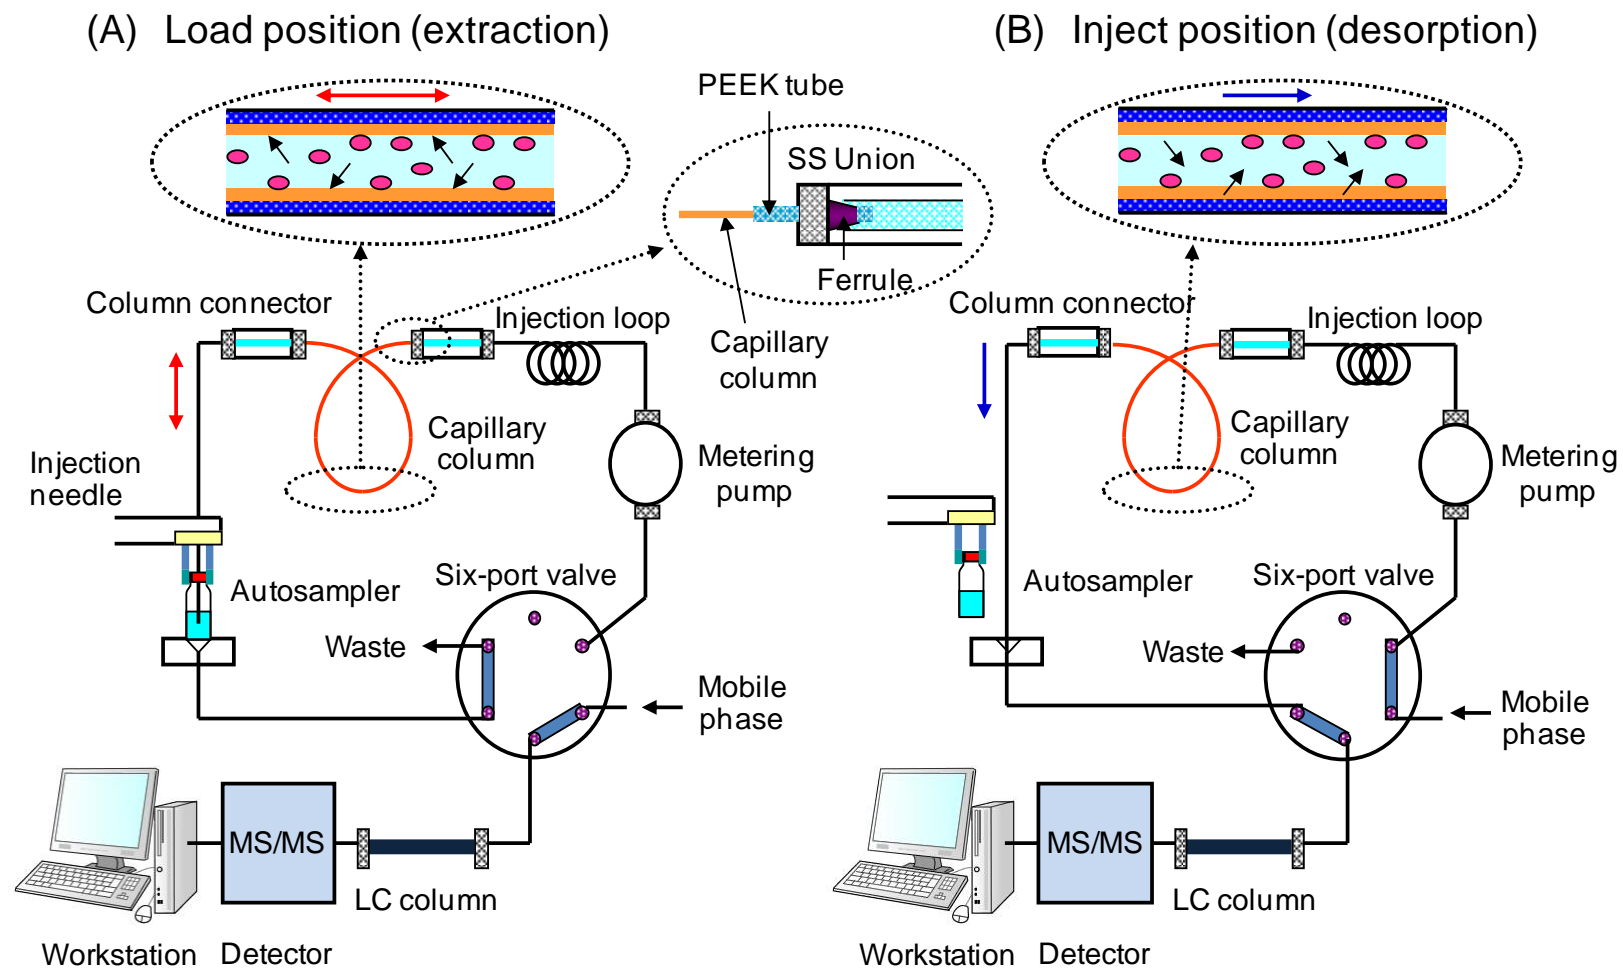 (A) Load position (extraction)
PEEK tube
SS Union
Ferrule
Capillary
column
Column connector
Injection loop
Capillary
column
Injection
needle
Metering
pump
Autosampler
Six-port valve
Waste
Mobile
phase
MS/MS
LC column
Workstation
Detector
(B) Inject position (desorption)
Column connector
Injection loop
Capillary
column
Metering
pump
Autosampler
Six-port valve
Waste
Mobile
phase
MS/MS
LC column
Workstation
Detector